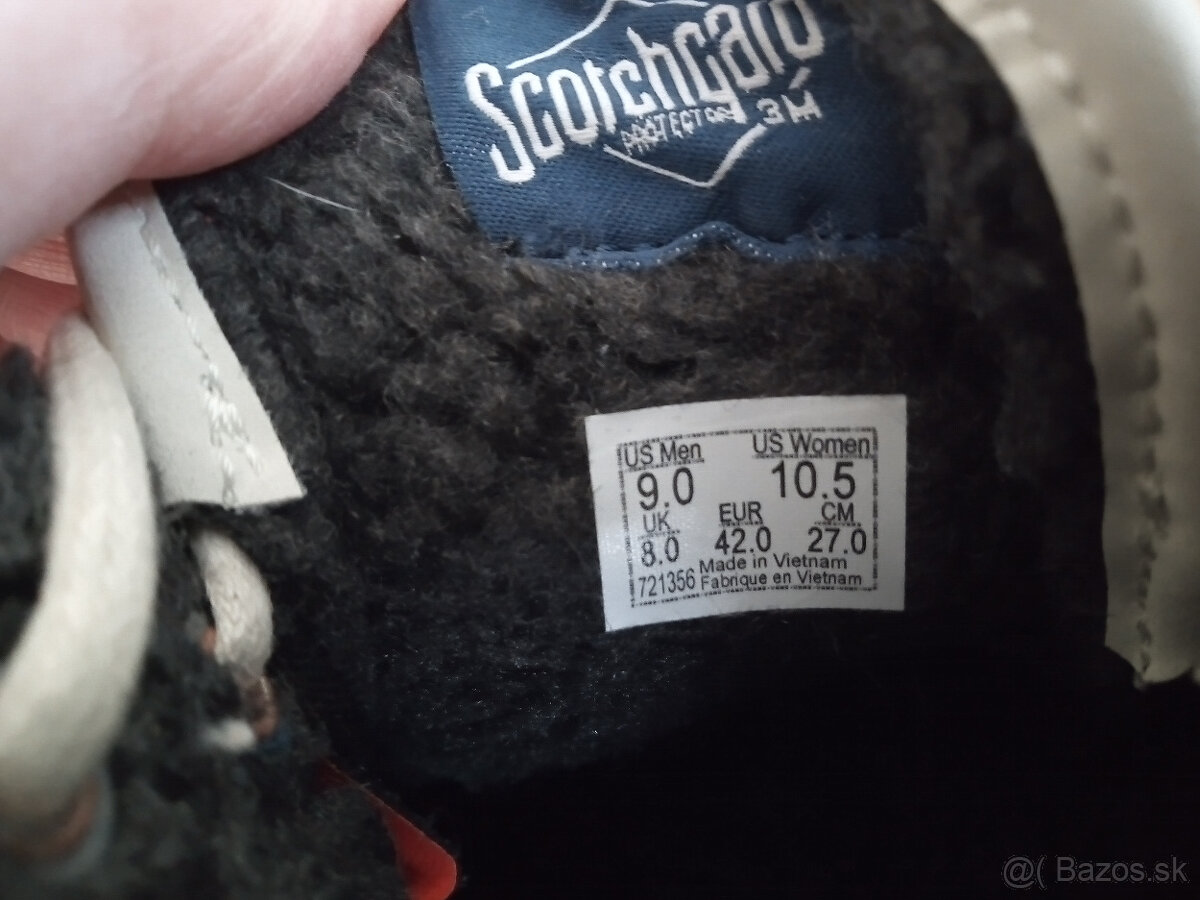 Scotchgard
PROTECTOR 3M
US Men US Women
9.0 10.5
UK EUR CM
8.0 42.0 27.0
Made in Vietnam
721356 Fabrique en Vietnam
@( Bazos.sk